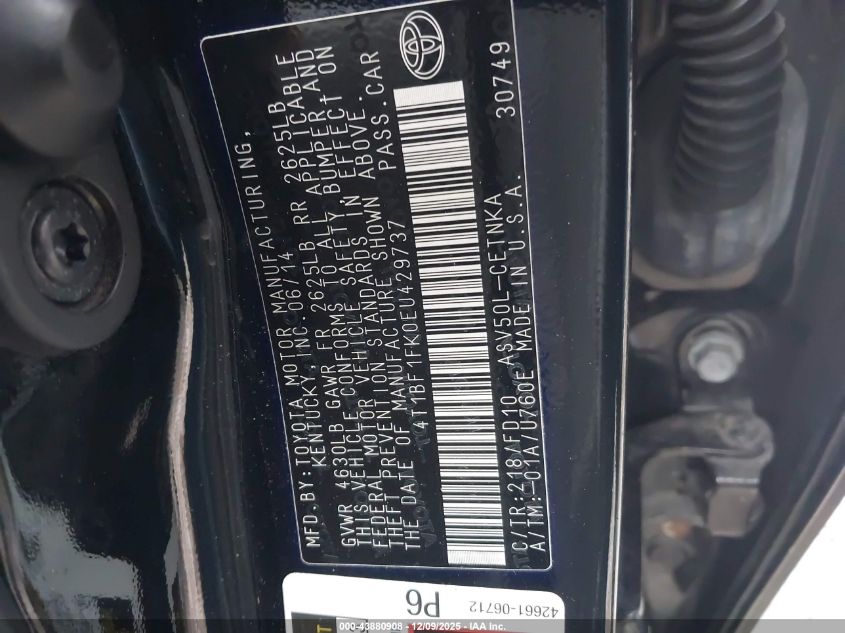 MFD.BY:TOYOTA MOTOR MANUFACTURING,
KENTUCKY, INC. 06/14
GVWR 4630LB GAWR FR 2625LB RR 2625LB
THIS VEHICLE CONFORMS TO ALL APPLICABLE
FEDERAL MOTOR VEHICLE SAFETY, BUMPER, AND
THEFT PREVENTION STANDARDS IN EFFECT ON
THE DATE OF MANUFACTURE SHOWN ABOVE.
4T1BF1FK0EU429737 PASS.CAR
C/TR:218/FD10 ASV50L-CETNKA
A/TM:-01A/U760E MADE IN U.S.A. 30749
P6
42661-06712
000-43880908 - 12/09/2025 - IAA Inc.